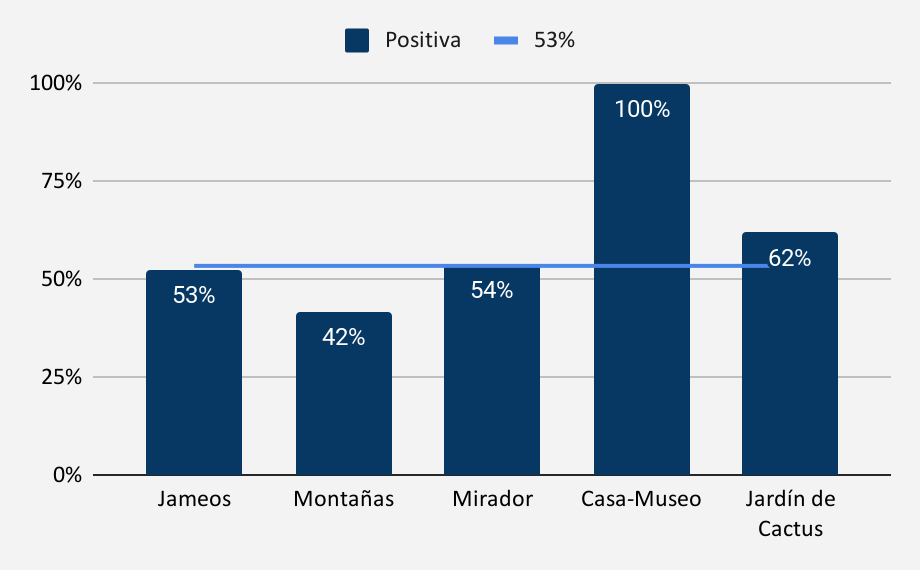 Positiva 53%
100%
75%
50%
25%
0%
53%
42%
54%
100%
62%
Jameos
Montañas
Mirador
Casa-Museo
Jardín de
Cactus